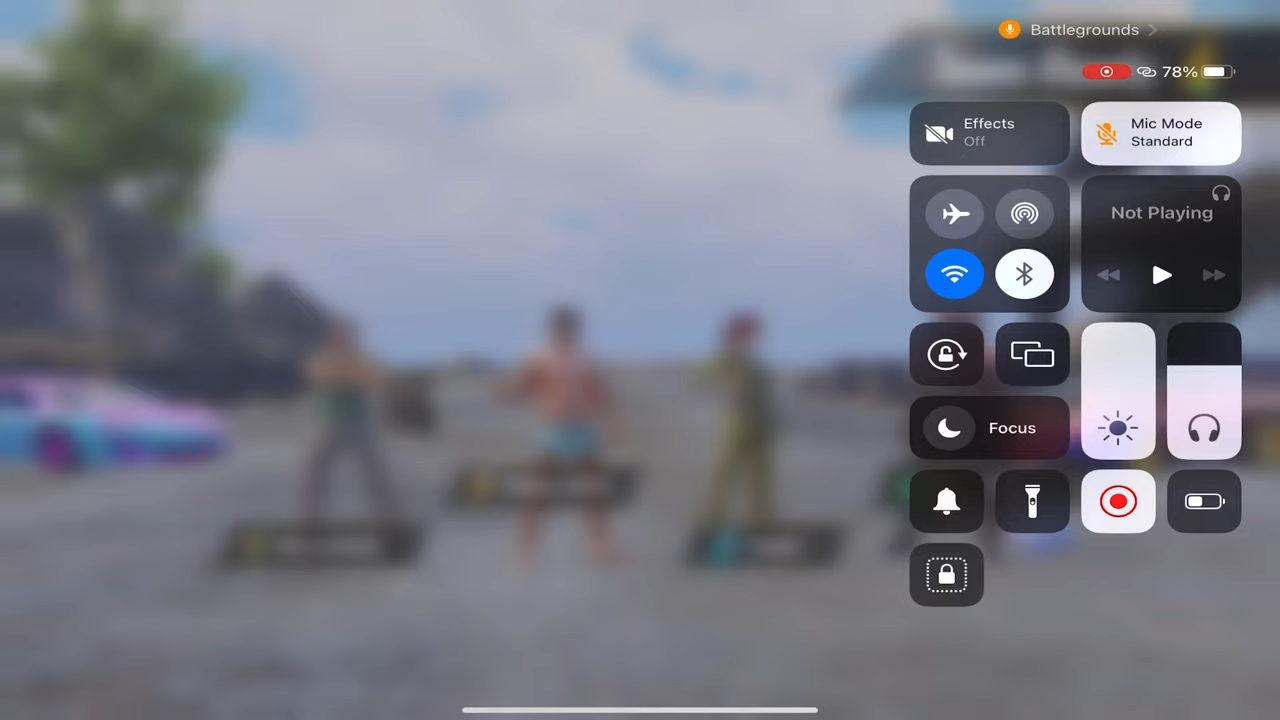 Battlegrounds
78%
Effects
Off
Mic Mode
Standard
Not Playing
Focus